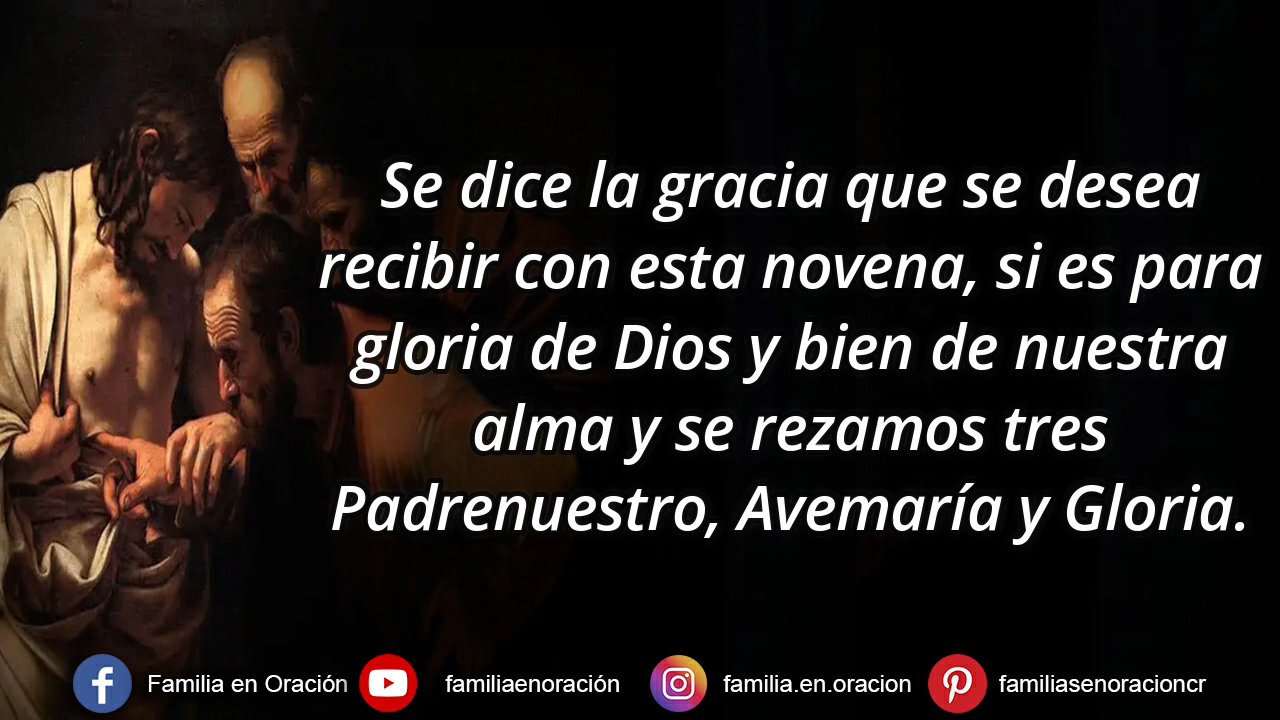 Se dice la gracia que se desea
recibir con esta novena, si es para
gloria de Dios y bien de nuestra
alma y se rezamos tres
Padrenuestro, Avemaría y Gloria.
Familia en Oración familiaenoración familia.en.oracion familiasenoracioncr